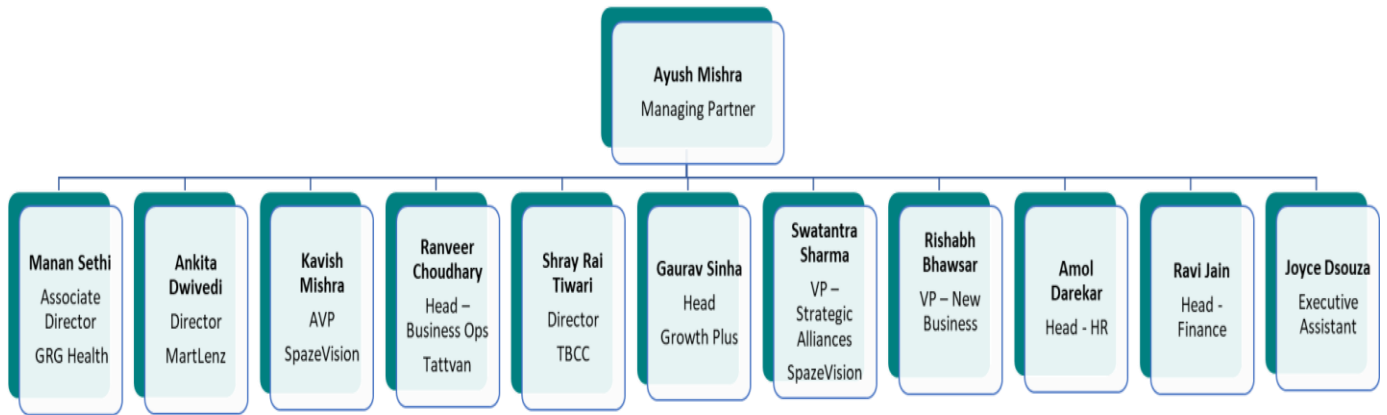 Ayush Mishra
Managing Partner
Manan Sethi
Associate
Director
GRG Health
Ankita
Dwivedi
Director
MartLenz
Kavish
Mishra
AVP
SpazeVision
Ranveer
Choudhary
Head –
Business Ops
Tattvan
Shray Rai
Tiwari
Director
TBCC
Gaurav Sinha
Head
Growth Plus
Swatantra
Sharma
VP –
Strategic
Alliances
SpazeVision
Rishabh
Bhawsar
VP – New
Business
Amol
Darekar
Head - HR
Ravi Jain
Head -
Finance
Joyce Dsouza
Executive
Assistant